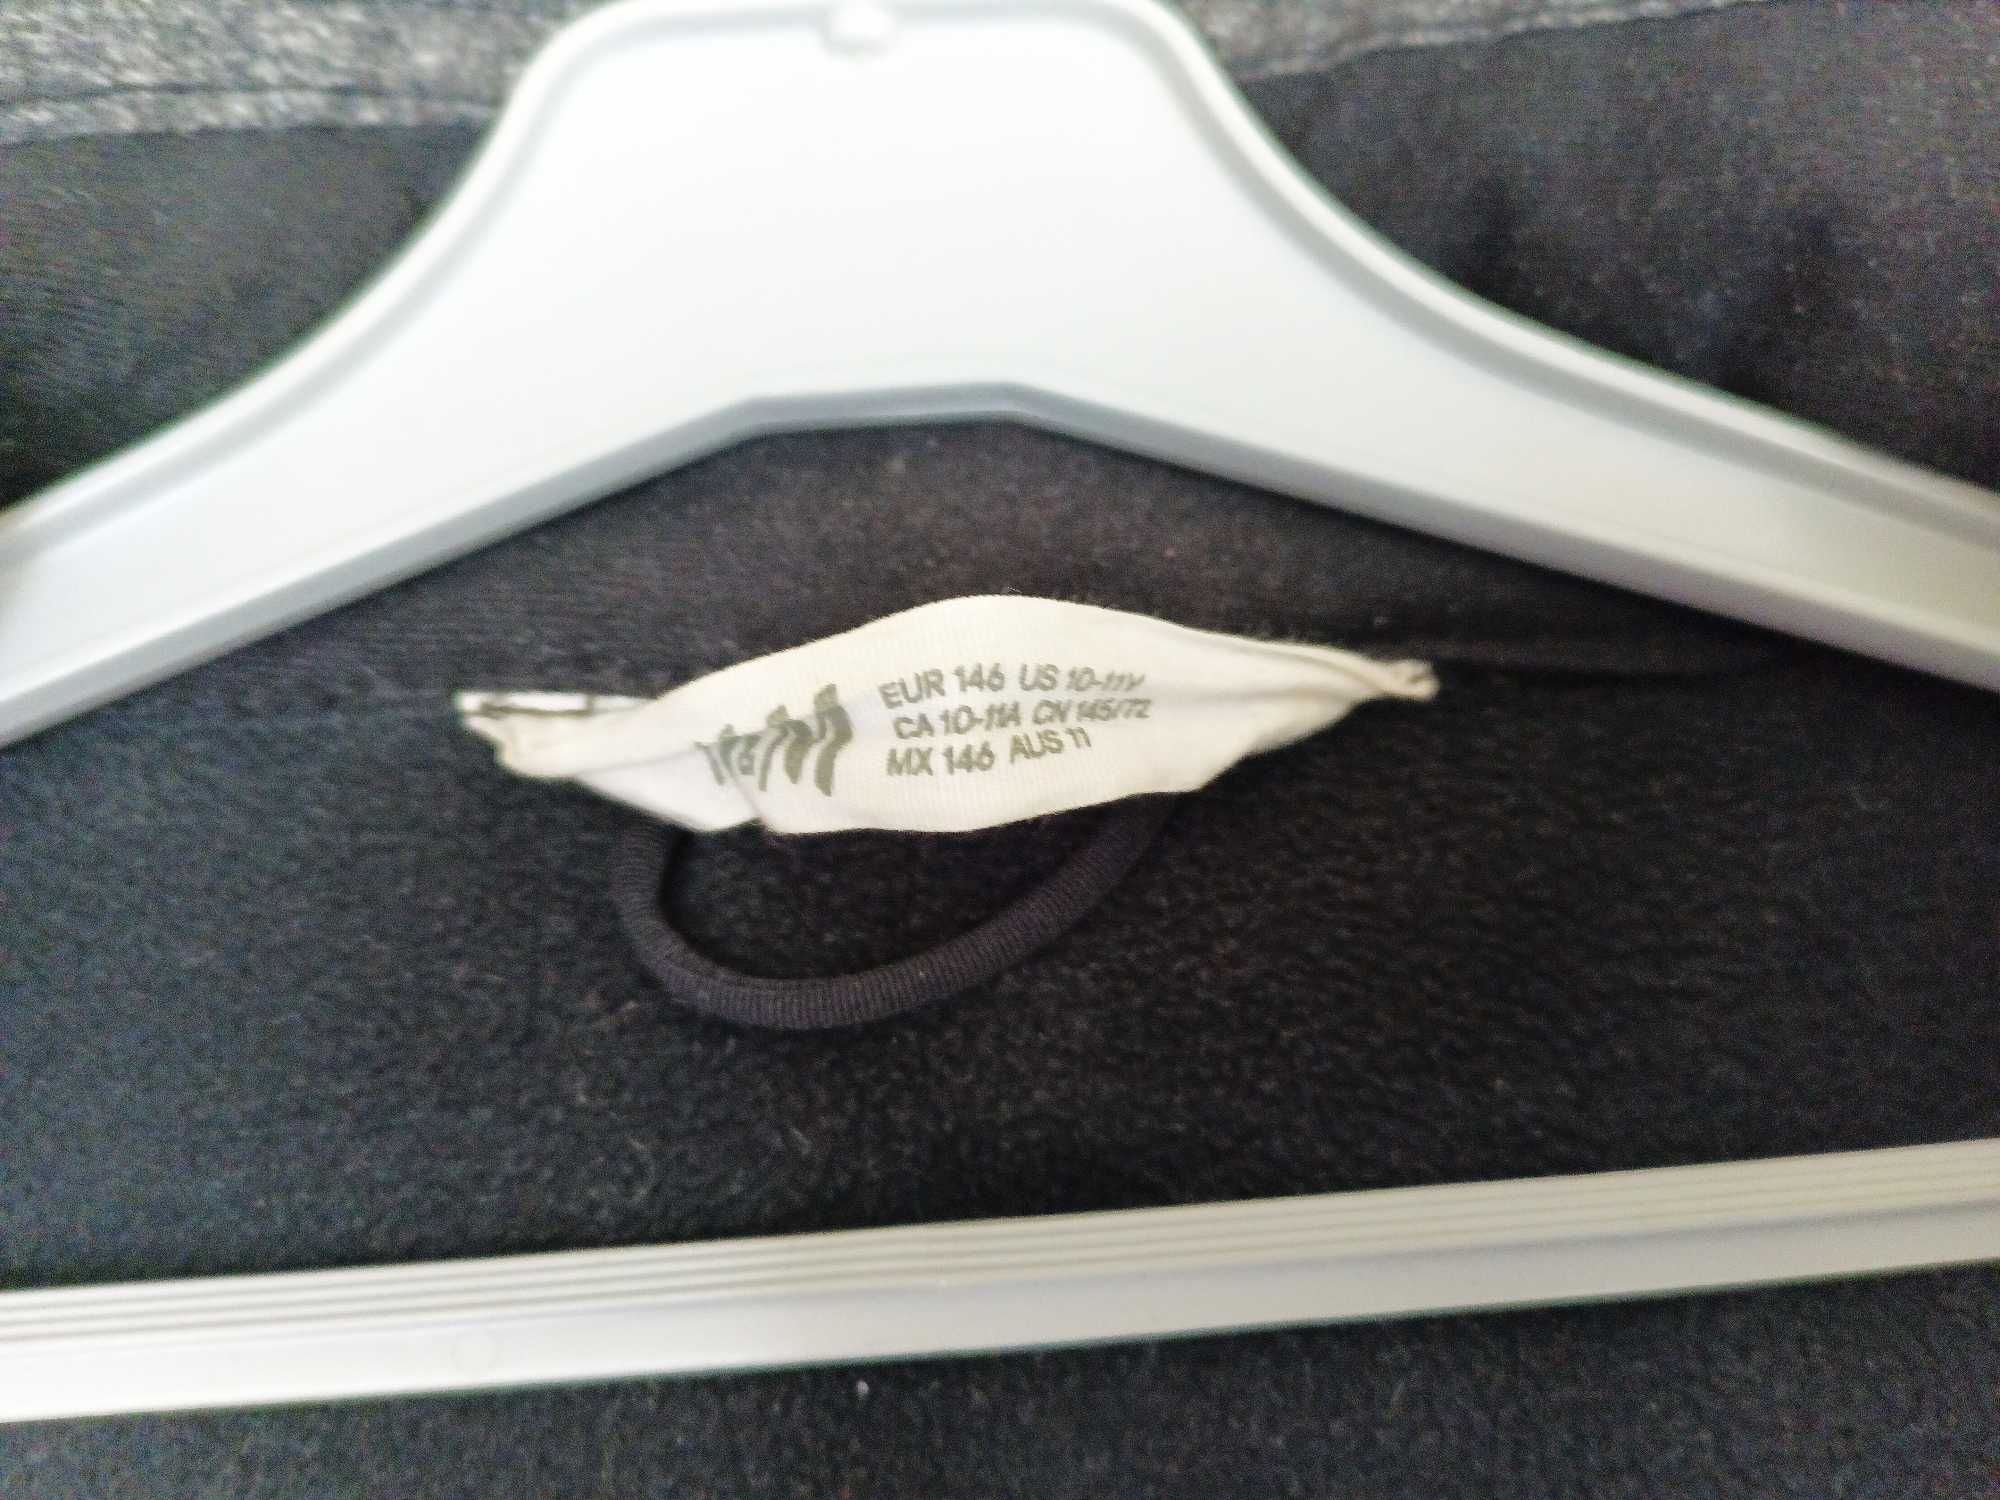 EUR 146 US 10-11Y
CA 10-11A CN 145/72
MX 146 AUS 11